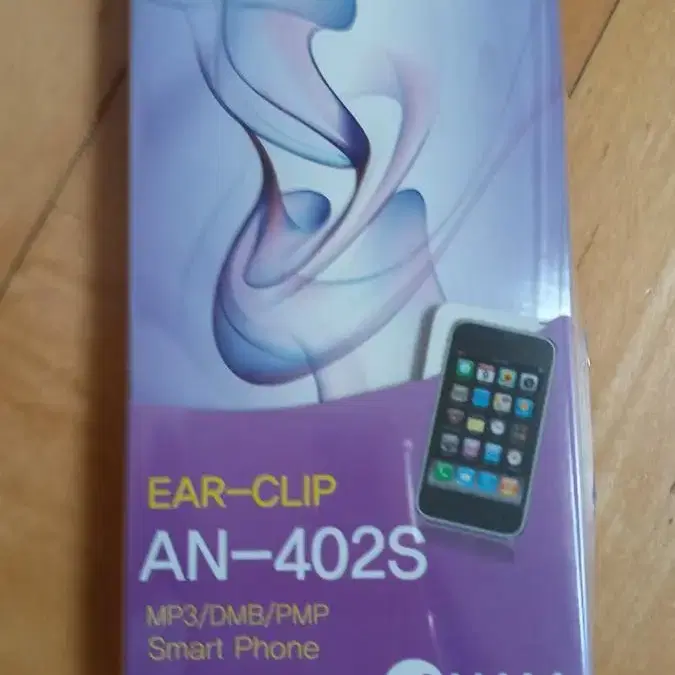 EAR-CLIP
AN-402S
MP3/DMB/PMP
Smart Phone